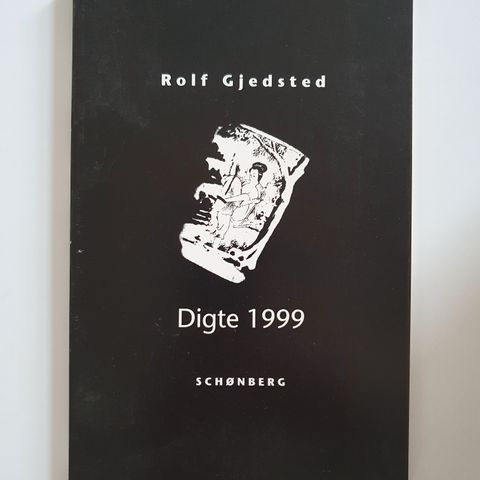 Rolf Gjedsted
Digte 1999
SCHØNBERG